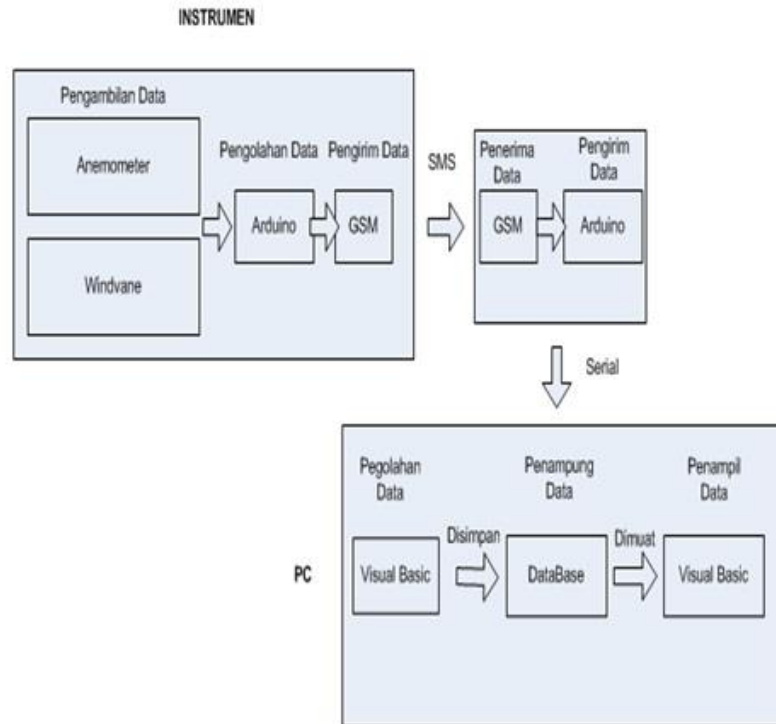 INSTRUMEN
Pengambilan Data
Anemometer
Windvane
Pengolahan Data
Arduino
Pengirim Data
GSM
SMS
Penerima
Data
GSM
Pengirim
Data
Arduino
Serial
PC
Pegolahan
Data
Visual Basic
Disimpan
Penampung
Data
DataBase
Dimuat
Penampil
Data
Visual Basic